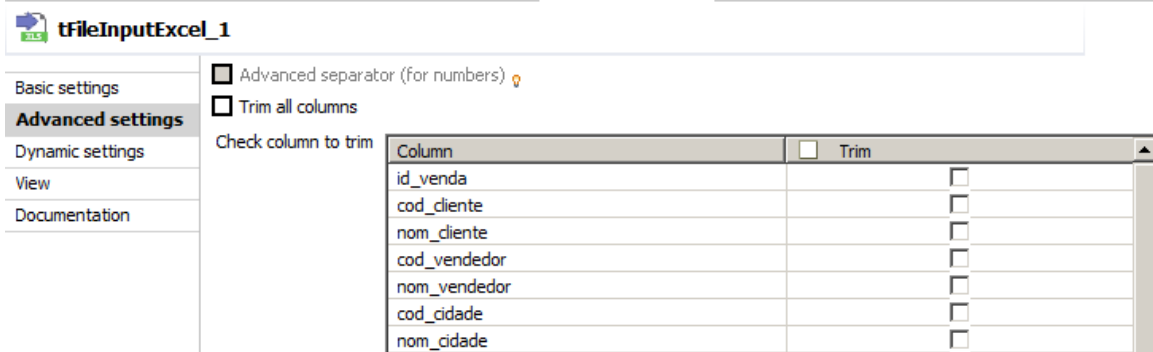 XLS tFileInputExcel_1
Basic settings
Advanced settings
Dynamic settings
View
Documentation
Advanced separator (for numbers)
Trim all columns
Check column to trim
Column Trim
id_venda
cod_cliente
nom_cliente
cod_vendedor
nom_vendedor
cod_cidade
nom_cidade